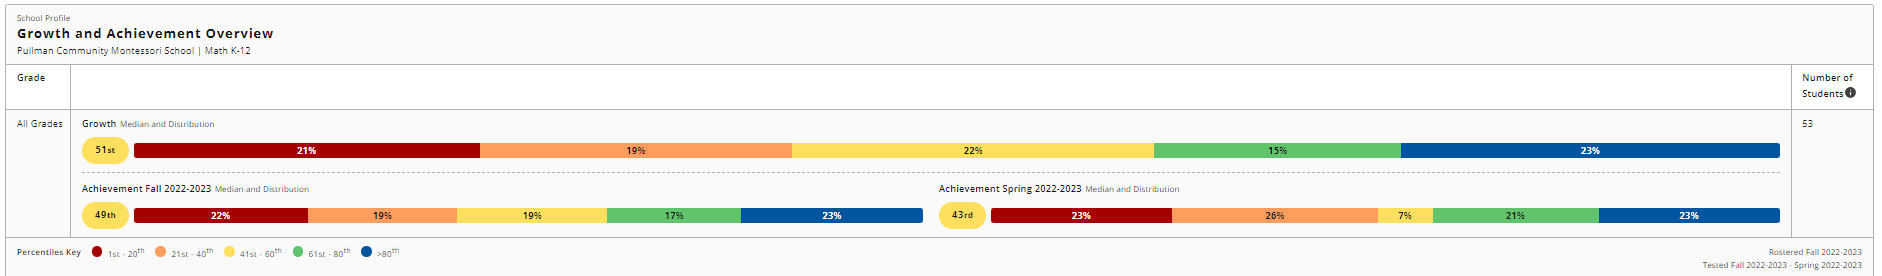 School Profile
Growth and Achievement Overview
Pullman Community Montessori School | Math K-12
Grade
Number of
Students
All Grades
Growth Median and Distribution
53
51st 21% 19% 22% 15% 23%
Achievement Fall 2022-2023 Median and Distribution
49th 22% 19% 19% 17% 23%
Achievement Spring 2022-2023 Median and Distribution
43rd 23% 26% 7% 21% 23%
Percentiles Key 1st - 20th 21st - 40th 41st - 60th 61st - 80th >80th
Rostered Fall 2022-2023
Tested Fall 2022-2023 - Spring 2022-2023